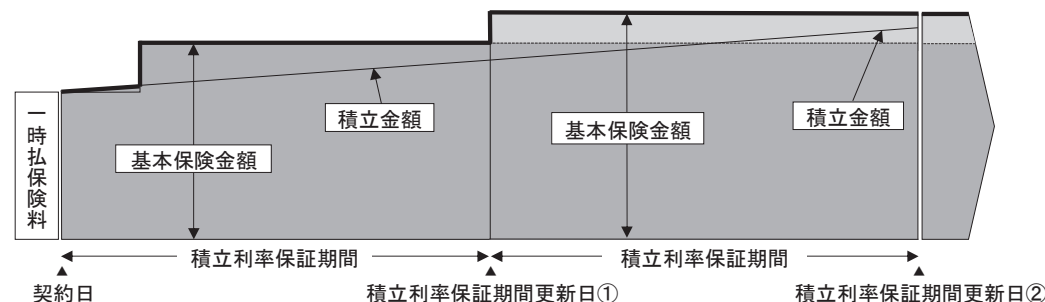 一時払保険料
積立金額
基本保険金額
基本保険金額
積立金額
積立利率保証期間
積立利率保証期間
契約日
積立利率保証期間更新日①
積立利率保証期間更新日②